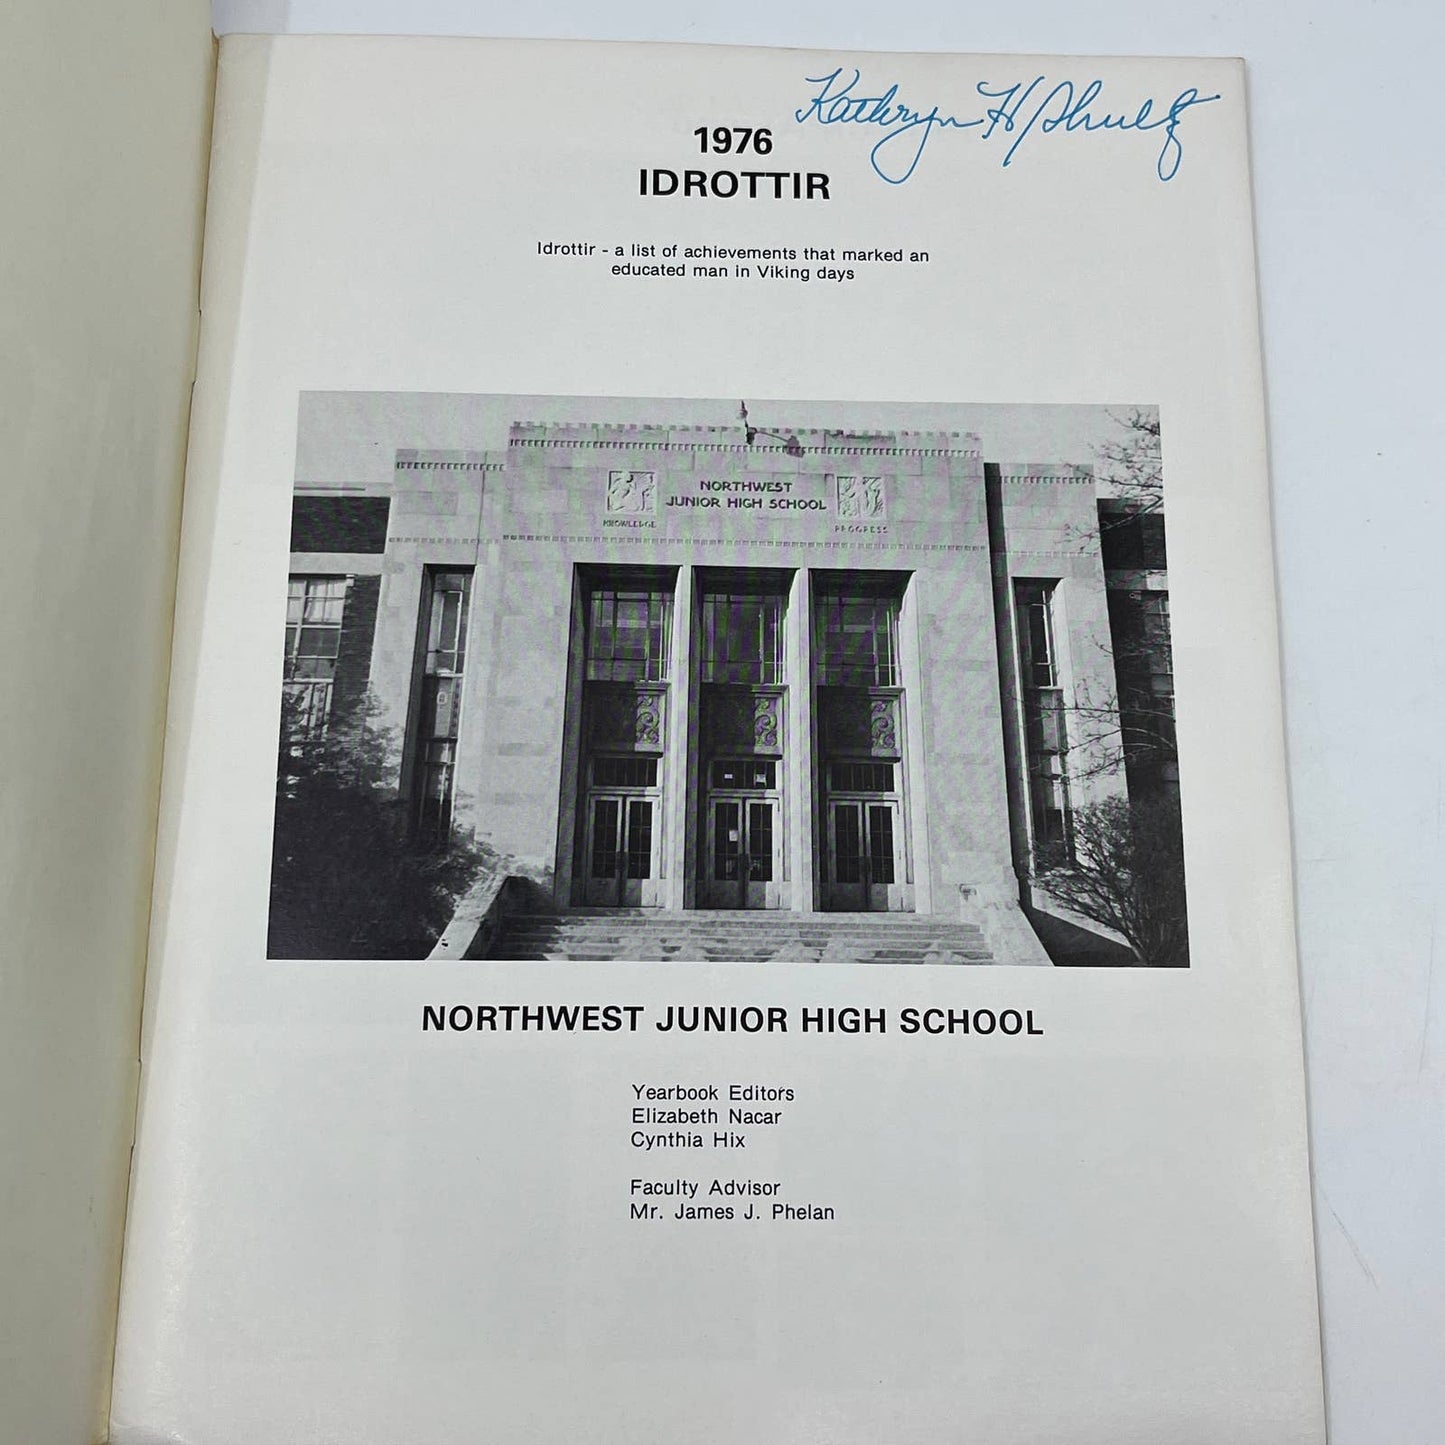 Kathryn H Shultz
1976
IDROTTIR
Idrottir - a list of achievements that marked an
educated man in Viking days
NORTHWEST
JUNIOR HIGH SCHOOL
KNOWLEDGE
PROGRESS
NORTHWEST JUNIOR HIGH SCHOOL
Yearbook Editors
Elizabeth Nacar
Cynthia Hix
Faculty Advisor
Mr. James J. Phelan